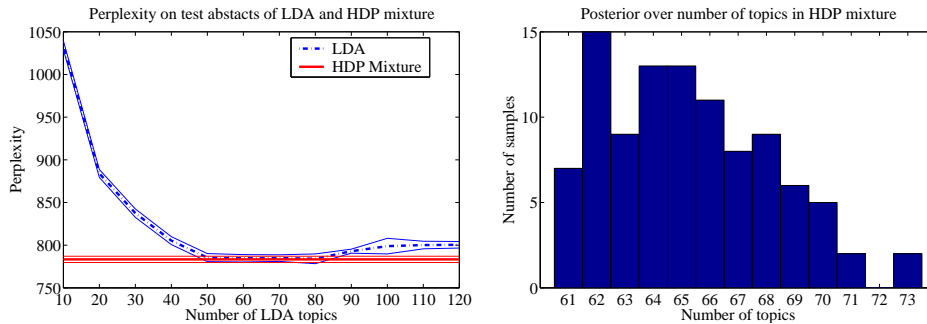 Perplexity on test abstacts of LDA and HDP mixture
1050
1000
950
900
850
800
750
Perplexity
LDA
HDP Mixture
10 20 30 40 50 60 70 80 90 100 110 120
Number of LDA topics
Posterior over number of topics in HDP mixture
15
10
5
0
Number of samples
61 62 63 64 65 66 67 68 69 70 71 72 73
Number of topics